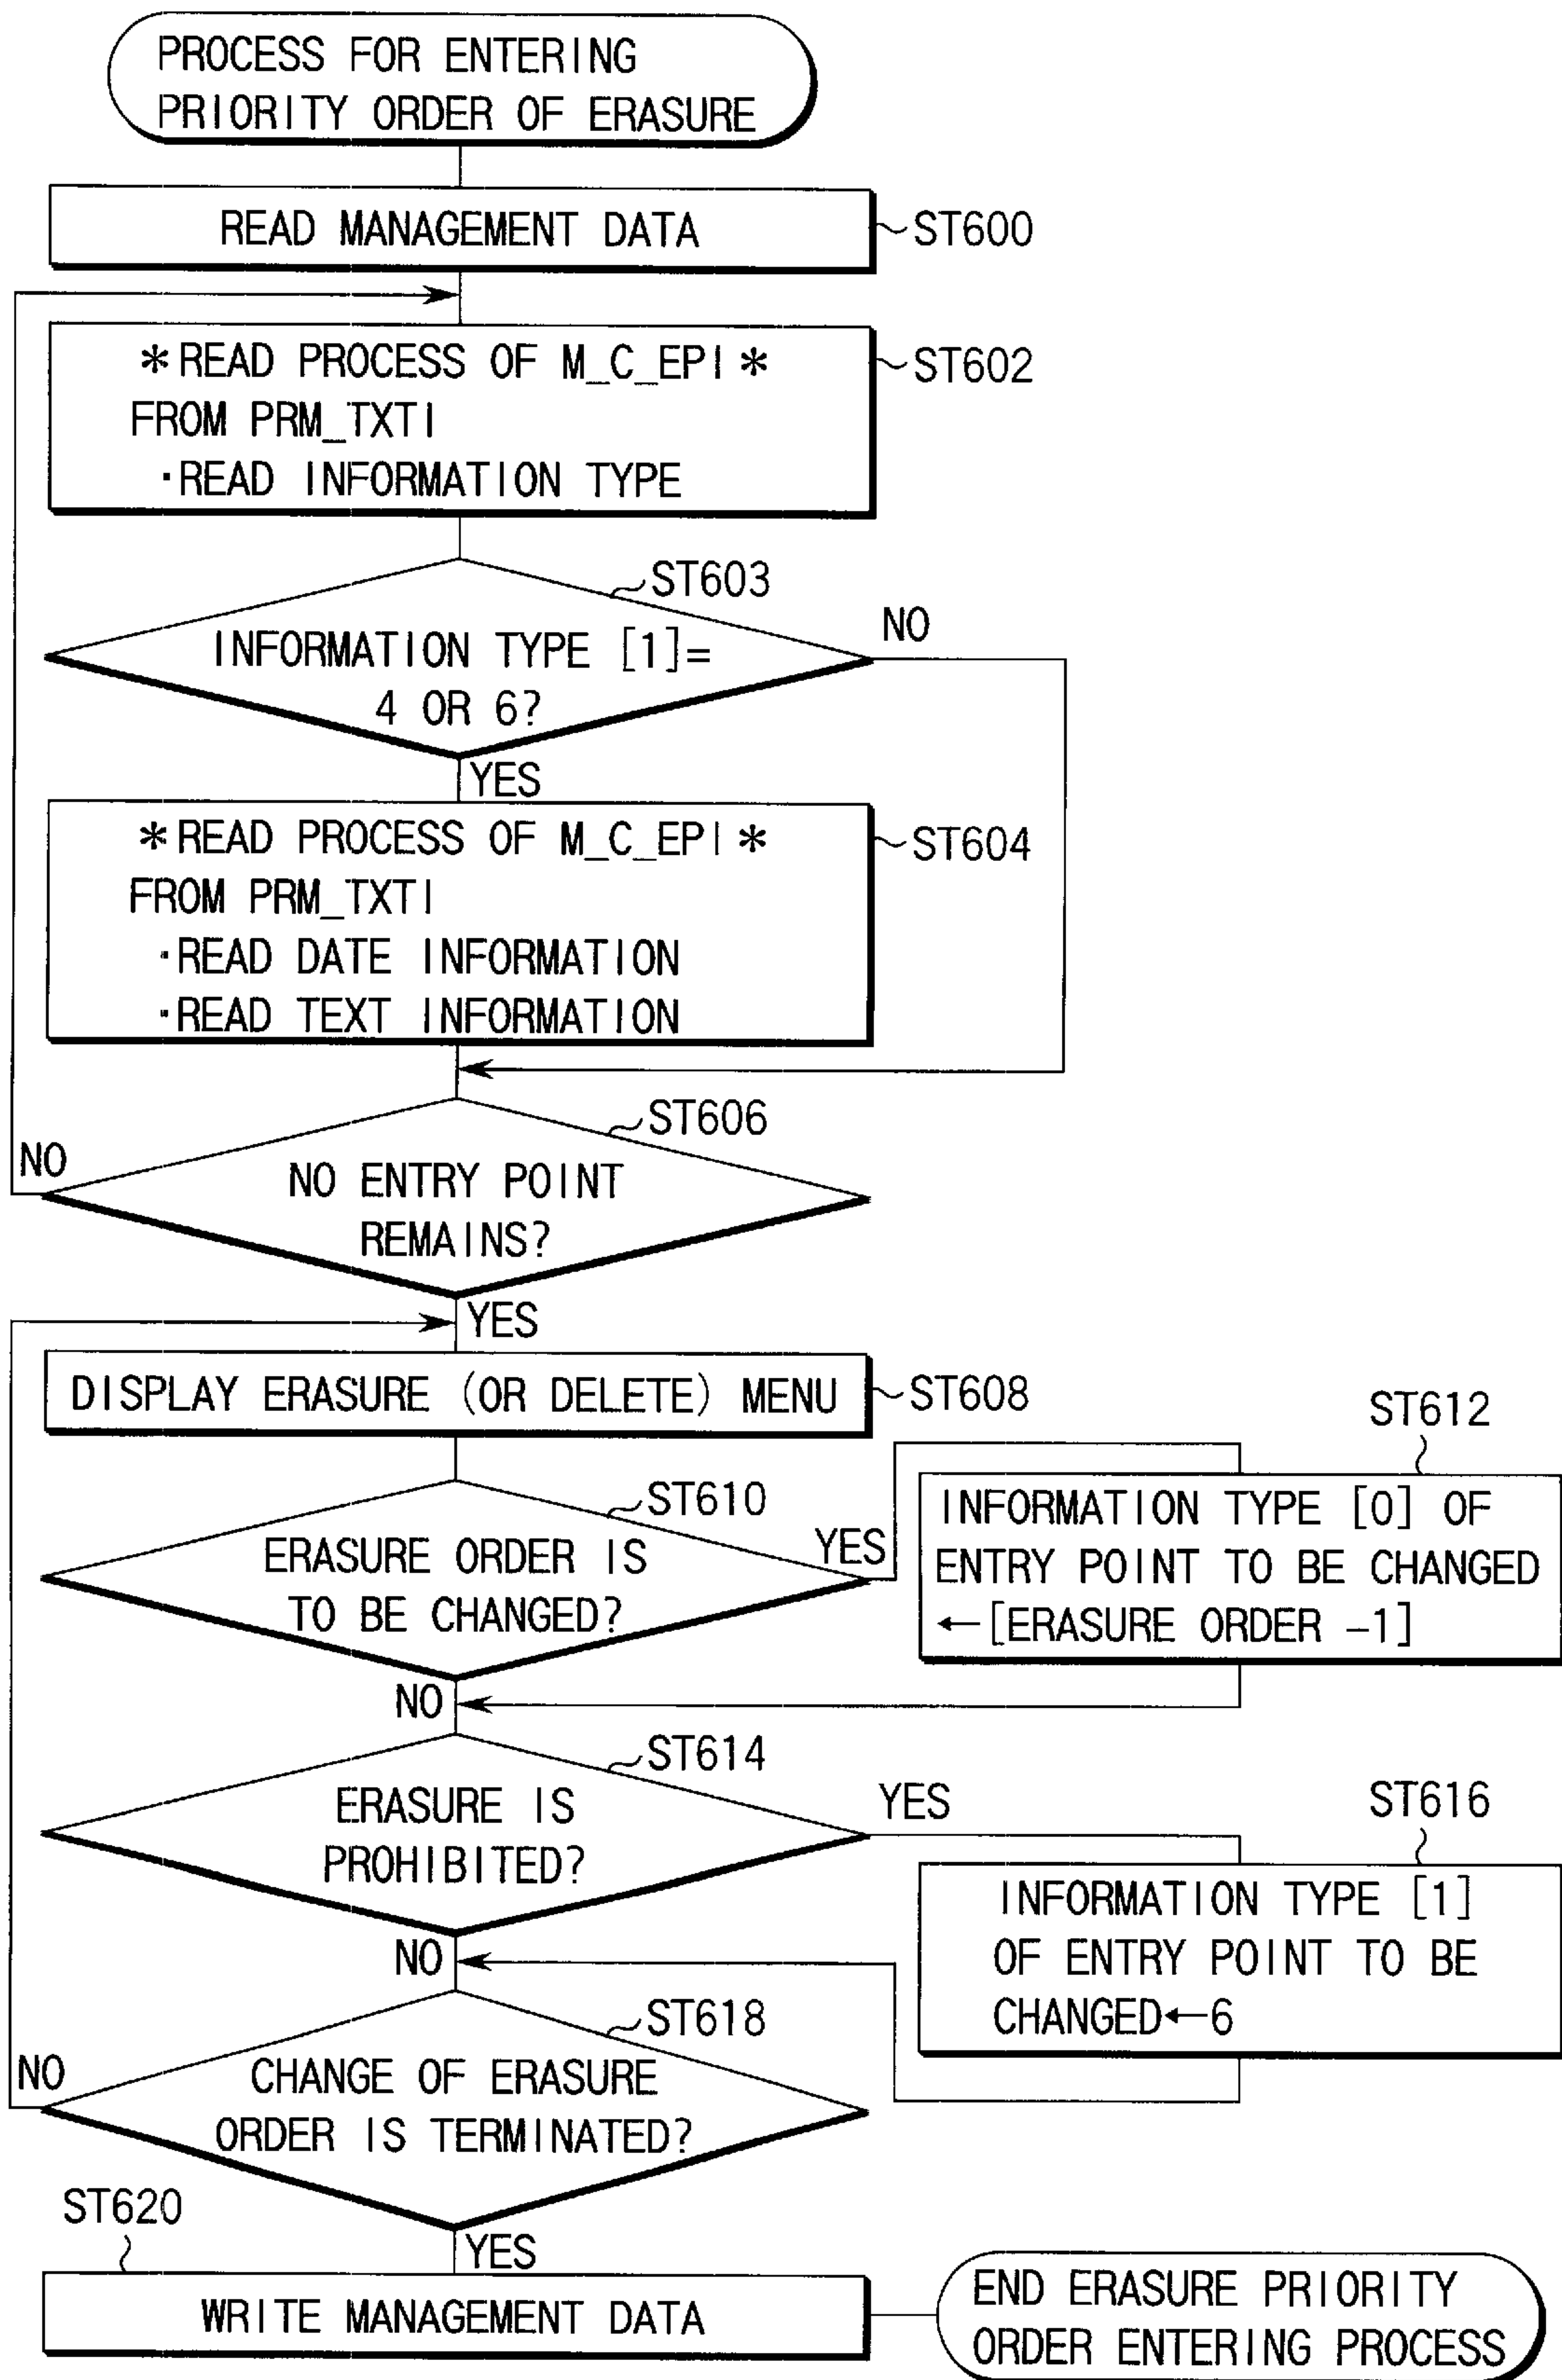 PROCESS FOR ENTERING
PRIORITY ORDER OF ERASURE
READ MANAGEMENT DATA
ST600
*READ PROCESS OF M_C_EPI*
FROM PRM_TXTI
·READ INFORMATION TYPE
ST602
ST603
INFORMATION TYPE [1]=
4 OR 6?
NO
YES
*READ PROCESS OF M_C_EPI*
FROM PRM_TXTI
·READ DATE INFORMATION
·READ TEXT INFORMATION
ST604
ST606
NO
NO ENTRY POINT
REMAINS?
YES
DISPLAY ERASURE (OR DELETE) MENU
ST608
ST610
ERASURE ORDER IS
TO BE CHANGED?
YES
ST612
INFORMATION TYPE [0] OF
ENTRY POINT TO BE CHANGED
←[ERASURE ORDER -1]
NO
ST614
ERASURE IS
PROHIBITED?
YES
ST616
INFORMATION TYPE [1]
OF ENTRY POINT TO BE
CHANGED←6
NO
ST618
NO
CHANGE OF ERASURE
ORDER IS TERMINATED?
YES
ST620
WRITE MANAGEMENT DATA
END ERASURE PRIORITY
ORDER ENTERING PROCESS